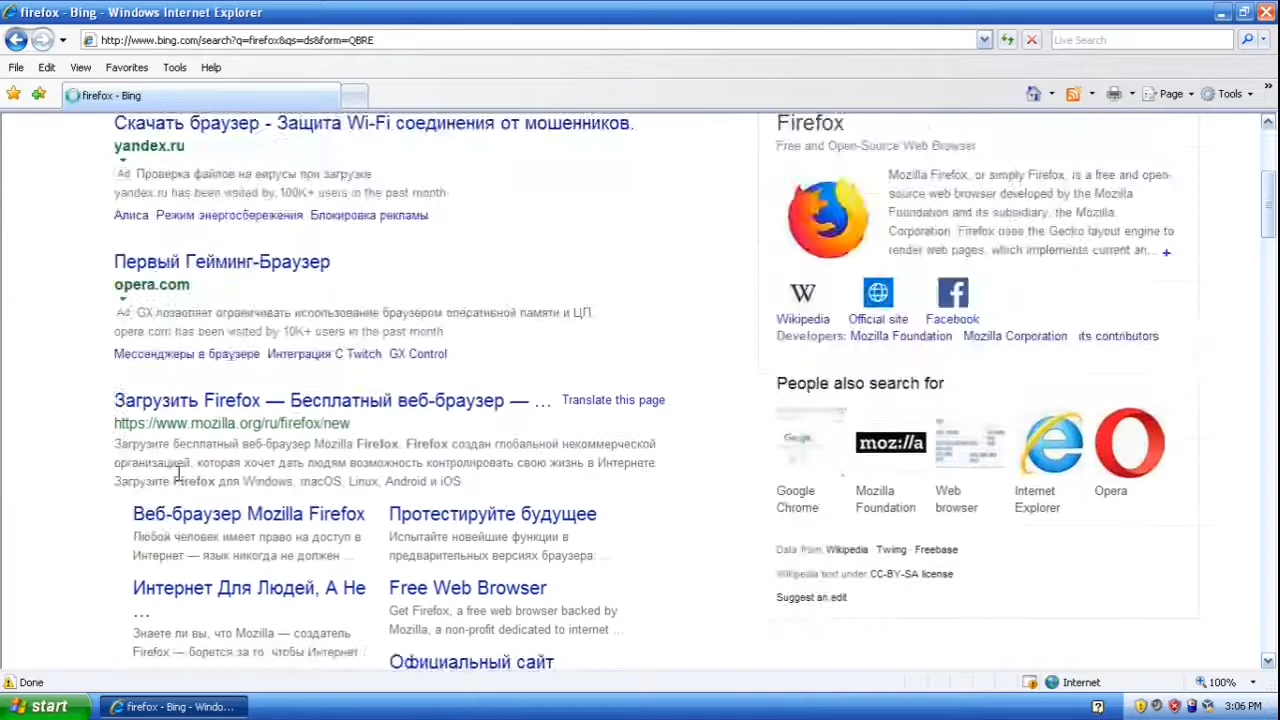 firefox - Bing - Windows Internet Explorer
http://www.bing.com/search?q=firefox&qs=ds&form=QBRE
Live Search
File Edit View Favorites Tools Help
firefox - Bing
Page Tools
Скачать браузер - Защита Wi-Fi соединения от мошенников.
yandex.ru
Ad Проверка файлов на вирусы при загрузке
yandex.ru has been visited by 100K+ users in the past month
Алиса Режим энергосбережения Блокировка рекламы
Первый Гейминг-Браузер
opera.com
Ad GX позволяет ограничивать использование браузером оперативной памяти и ЦП.
opera.com has been visited by 10K+ users in the past month
Мессенджеры в браузере Интеграция С Twitch GX Control
Загрузить Firefox — Бесплатный веб-браузер — ... Translate this page
https://www.mozilla.org/ru/firefox/new
Загрузите бесплатный веб-браузер Mozilla Firefox. Firefox создан глобальной некоммерческой
организацией, которая хочет дать людям возможность контролировать свою жизнь в Интернете
Загрузите Firefox для Windows, macOS, Linux, Android и iOS
Веб-браузер Mozilla Firefox
Любой человек имеет право на доступ в
Интернет — язык никогда не должен ...
Интернет Для Людей, А Не
...
Знаете ли вы, что Mozilla — создатель
Firefox — борется за то, чтобы Интернет
Протестируйте будущее
Испытайте новейшие функции в
предварительных версиях браузера: ...
Free Web Browser
Get Firefox, a free web browser backed by
Mozilla, a non-profit dedicated to internet ...
Официальный сайт
Firefox
Free and Open-Source Web Browser
Mozilla Firefox, or simply Firefox, is a free and open-
source web browser developed by the Mozilla
Foundation and its subsidiary, the Mozilla
Corporation. Firefox uses the Gecko layout engine to
render web pages, which implements current an... +
W
Wikipedia Official site Facebook
Developers: Mozilla Foundation Mozilla Corporation its contributors
People also search for
Google
moz://a
Google Chrome
Mozilla Foundation
Web browser
Internet Explorer
Opera
Data from: Wikipedia Twimg Freebase
Wikipedia text under CC-BY-SA license
Suggest an edit
Done
Internet
100%
start
firefox - Bing - Windo...
3:06 PM